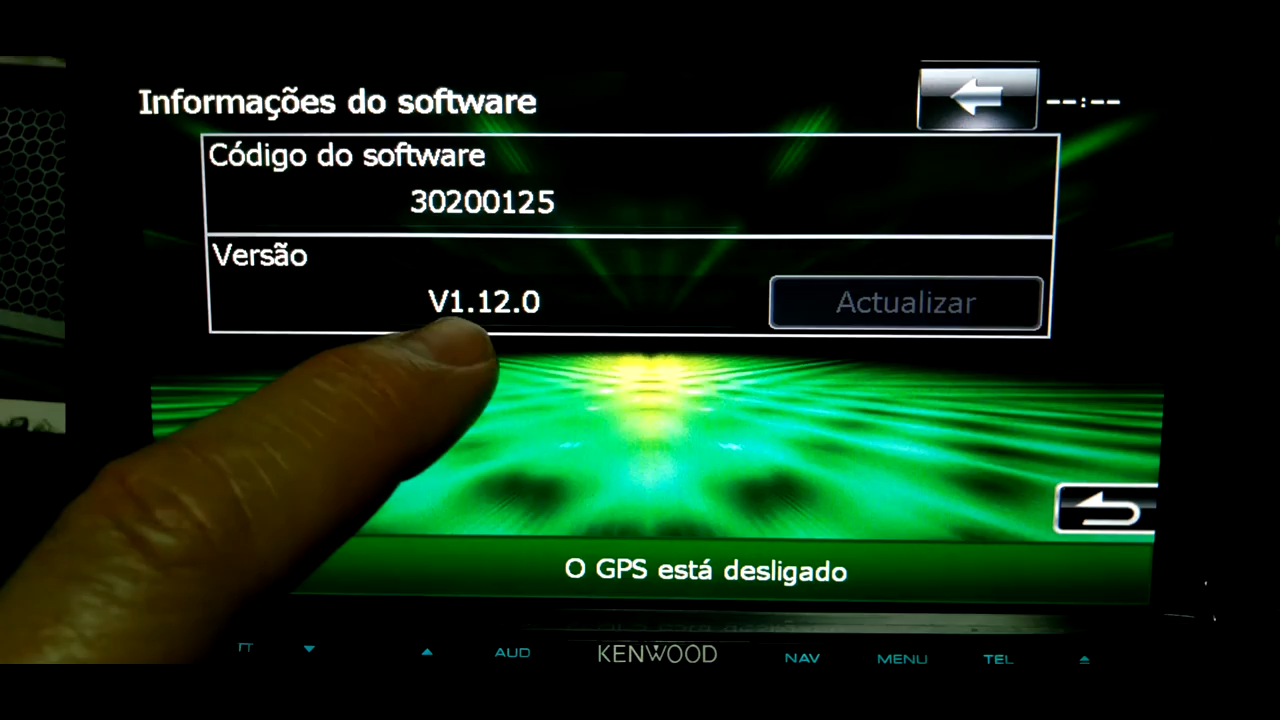 Informações do software
--:--
Código do software
30200125
Versão
V1.12.0
Actualizar
O GPS está desligado
AUD
KENWOOD
NAV
MENU
TEL